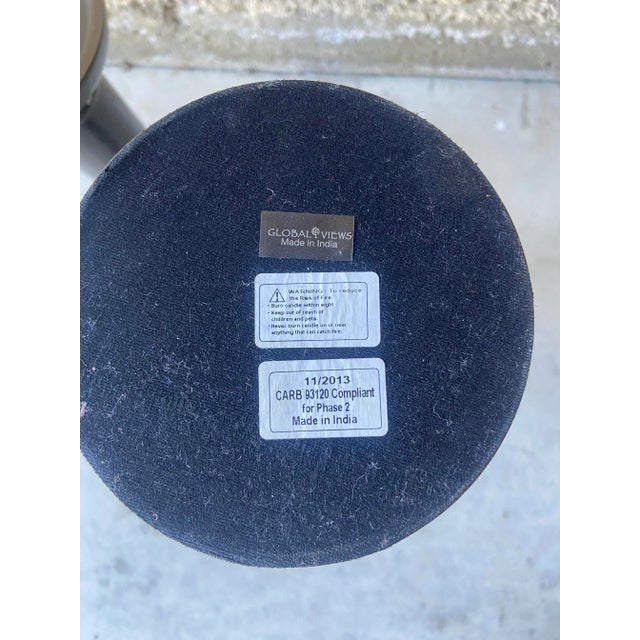 GLOBAL VIEWS
Made in India
WARNING: To reduce
the Risk of Fire
• Burn candle within sight
• Keep out of reach of
children and pets.
• Never burn candle on or near
anything that can catch fire.
11/2013
CARB 93120 Compliant
for Phase 2
Made in India